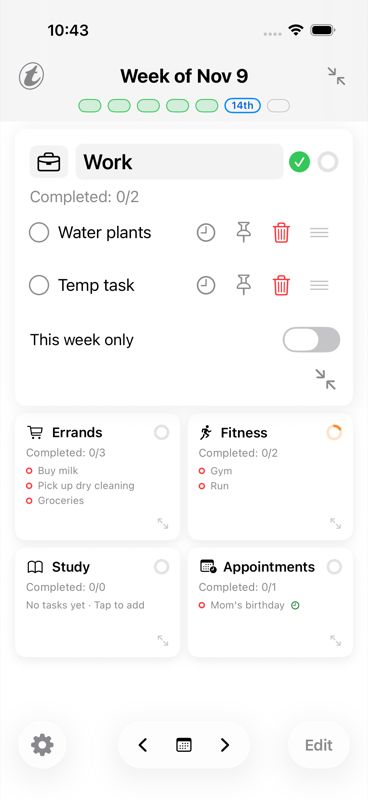 10:43
t
Week of Nov 9
14th
Work
Completed: 0/2
Water plants
Temp task
This week only
Errands
Completed: 0/3
Buy milk
Pick up dry cleaning
Groceries
Fitness
Completed: 0/2
Gym
Run
Study
Completed: 0/0
No tasks yet · Tap to add
Appointments
Completed: 0/1
Mom's birthday
Edit